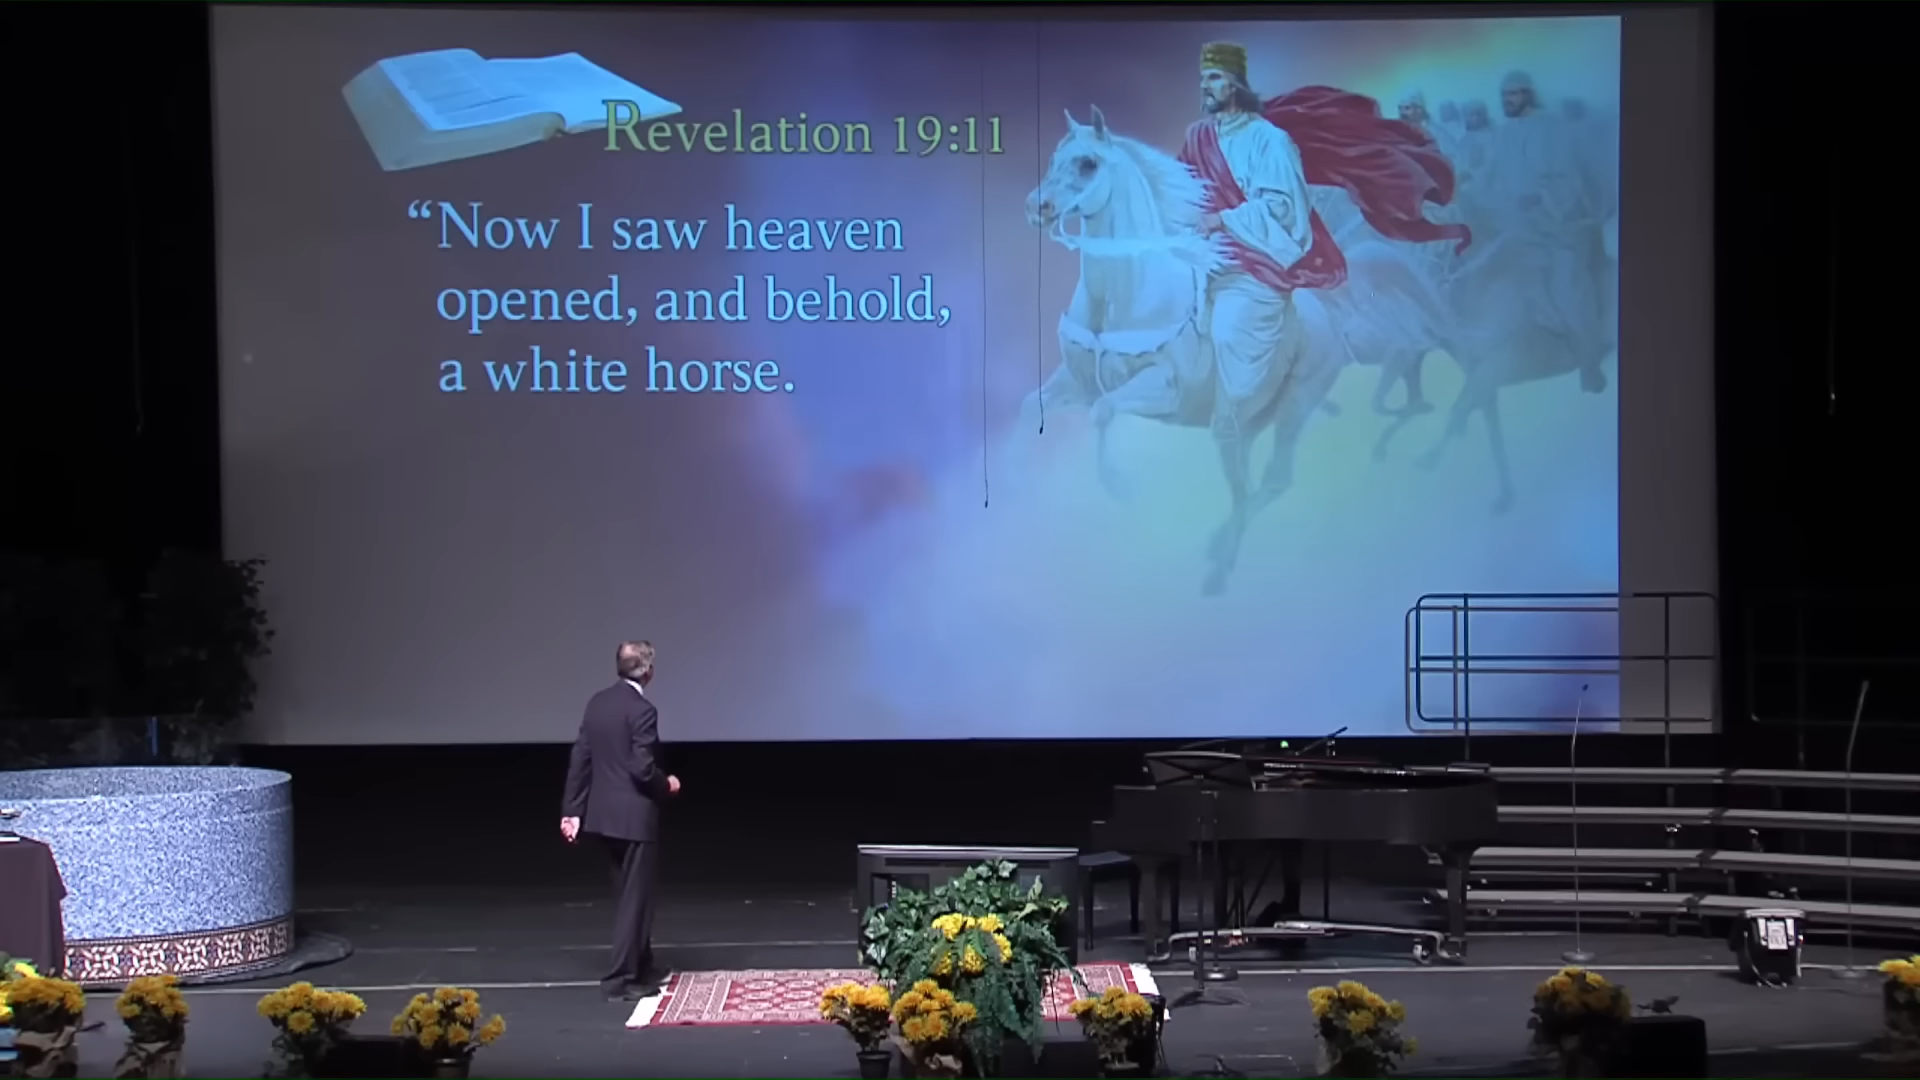 Revelation 19:11
“Now I saw heaven
opened, and behold,
a white horse.